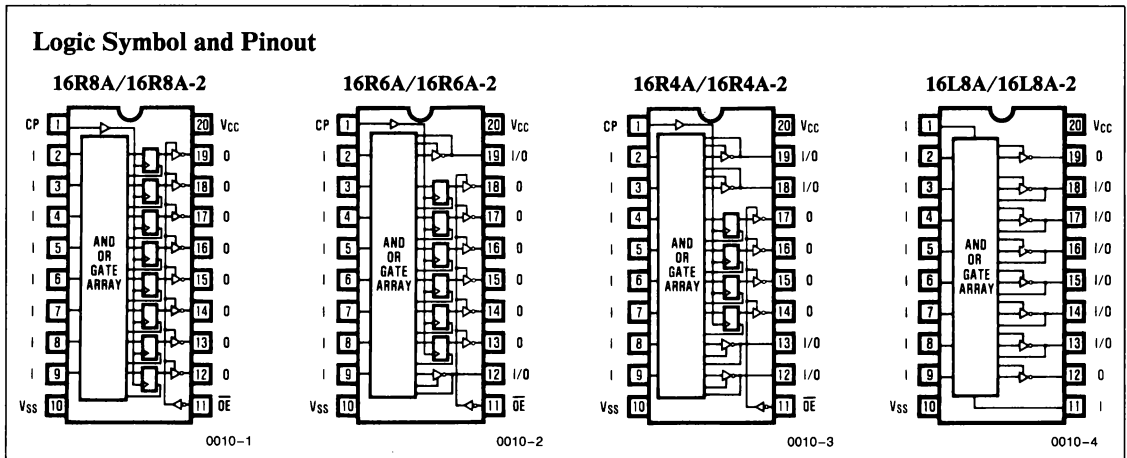 Logic Symbol and Pinout
16R8A/16R8A-2
CP 1 20 VCC
I 2 19 O
I 3 18 O
I 4 17 O
I 5 AND OR GATE ARRAY 16 O
I 6 15 O
I 7 14 O
I 8 13 O
I 9 12 O
VSS 10 11 O̅E̅
0010-1
16R6A/16R6A-2
CP 1 20 VCC
I 2 19 I/O
I 3 18 O
I 4 17 O
I 5 AND OR GATE ARRAY 16 O
I 6 15 O
I 7 14 O
I 8 13 O
I 9 12 I/O
VSS 10 11 O̅E̅
0010-2
16R4A/16R4A-2
CP 1 20 VCC
I 2 19 I/O
I 3 18 I/O
I 4 17 O
I 5 AND OR GATE ARRAY 16 O
I 6 15 O
I 7 14 O
I 8 13 I/O
I 9 12 I/O
VSS 10 11 O̅E̅
0010-3
16L8A/16L8A-2
I 1 20 VCC
I 2 19 O
I 3 18 I/O
I 4 17 I/O
I 5 AND OR GATE ARRAY 16 I/O
I 6 15 I/O
I 7 14 I/O
I 8 13 I/O
I 9 12 O
VSS 10 11 I
0010-4